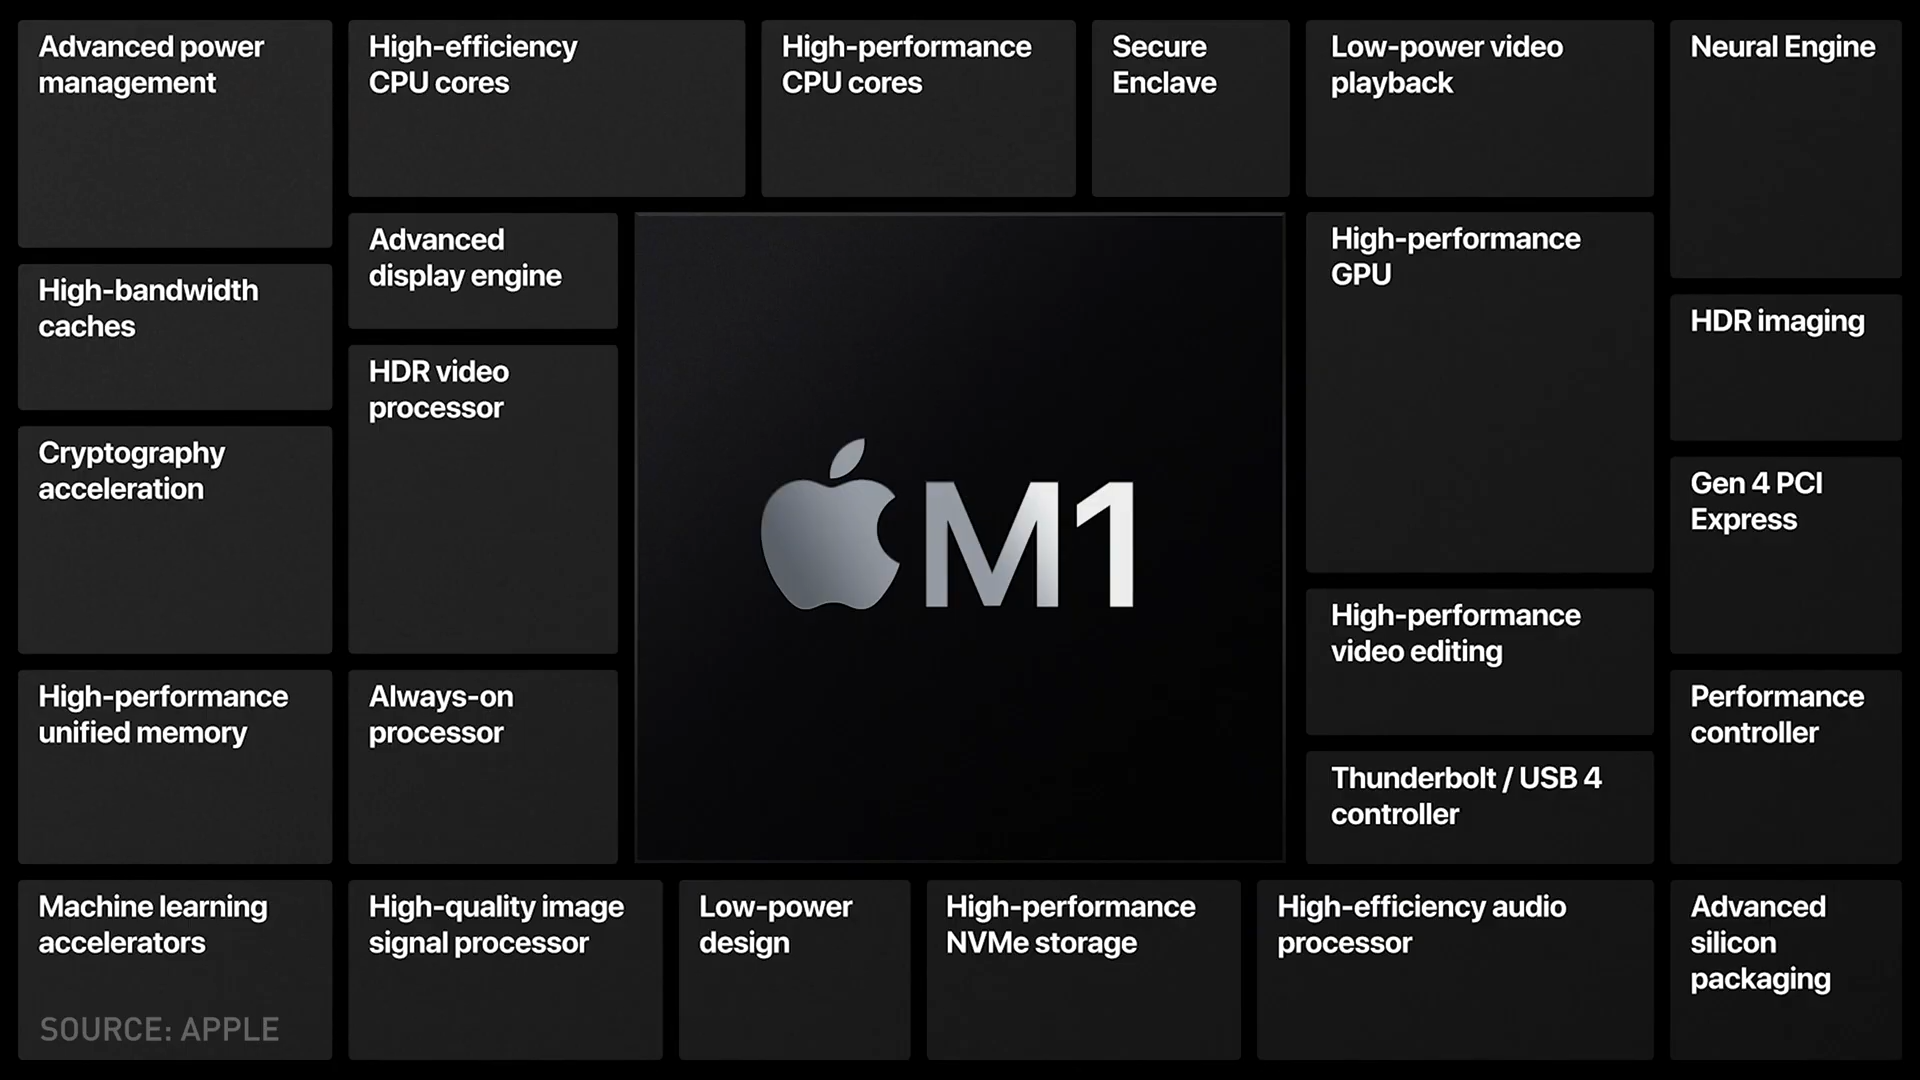 Advanced power
management
High-efficiency
CPU cores
High-performance
CPU cores
Secure
Enclave
Low-power video
playback
Neural Engine
High-bandwidth
caches
Advanced
display engine
High-performance
GPU
HDR imaging
HDR video
processor
Cryptography
acceleration
M1
Gen 4 PCI
Express
High-performance
video editing
High-performance
unified memory
Always-on
processor
Performance
controller
Thunderbolt / USB 4
controller
Machine learning
accelerators
High-quality image
signal processor
Low-power
design
High-performance
NVMe storage
High-efficiency audio
processor
Advanced
silicon
packaging
SOURCE: APPLE